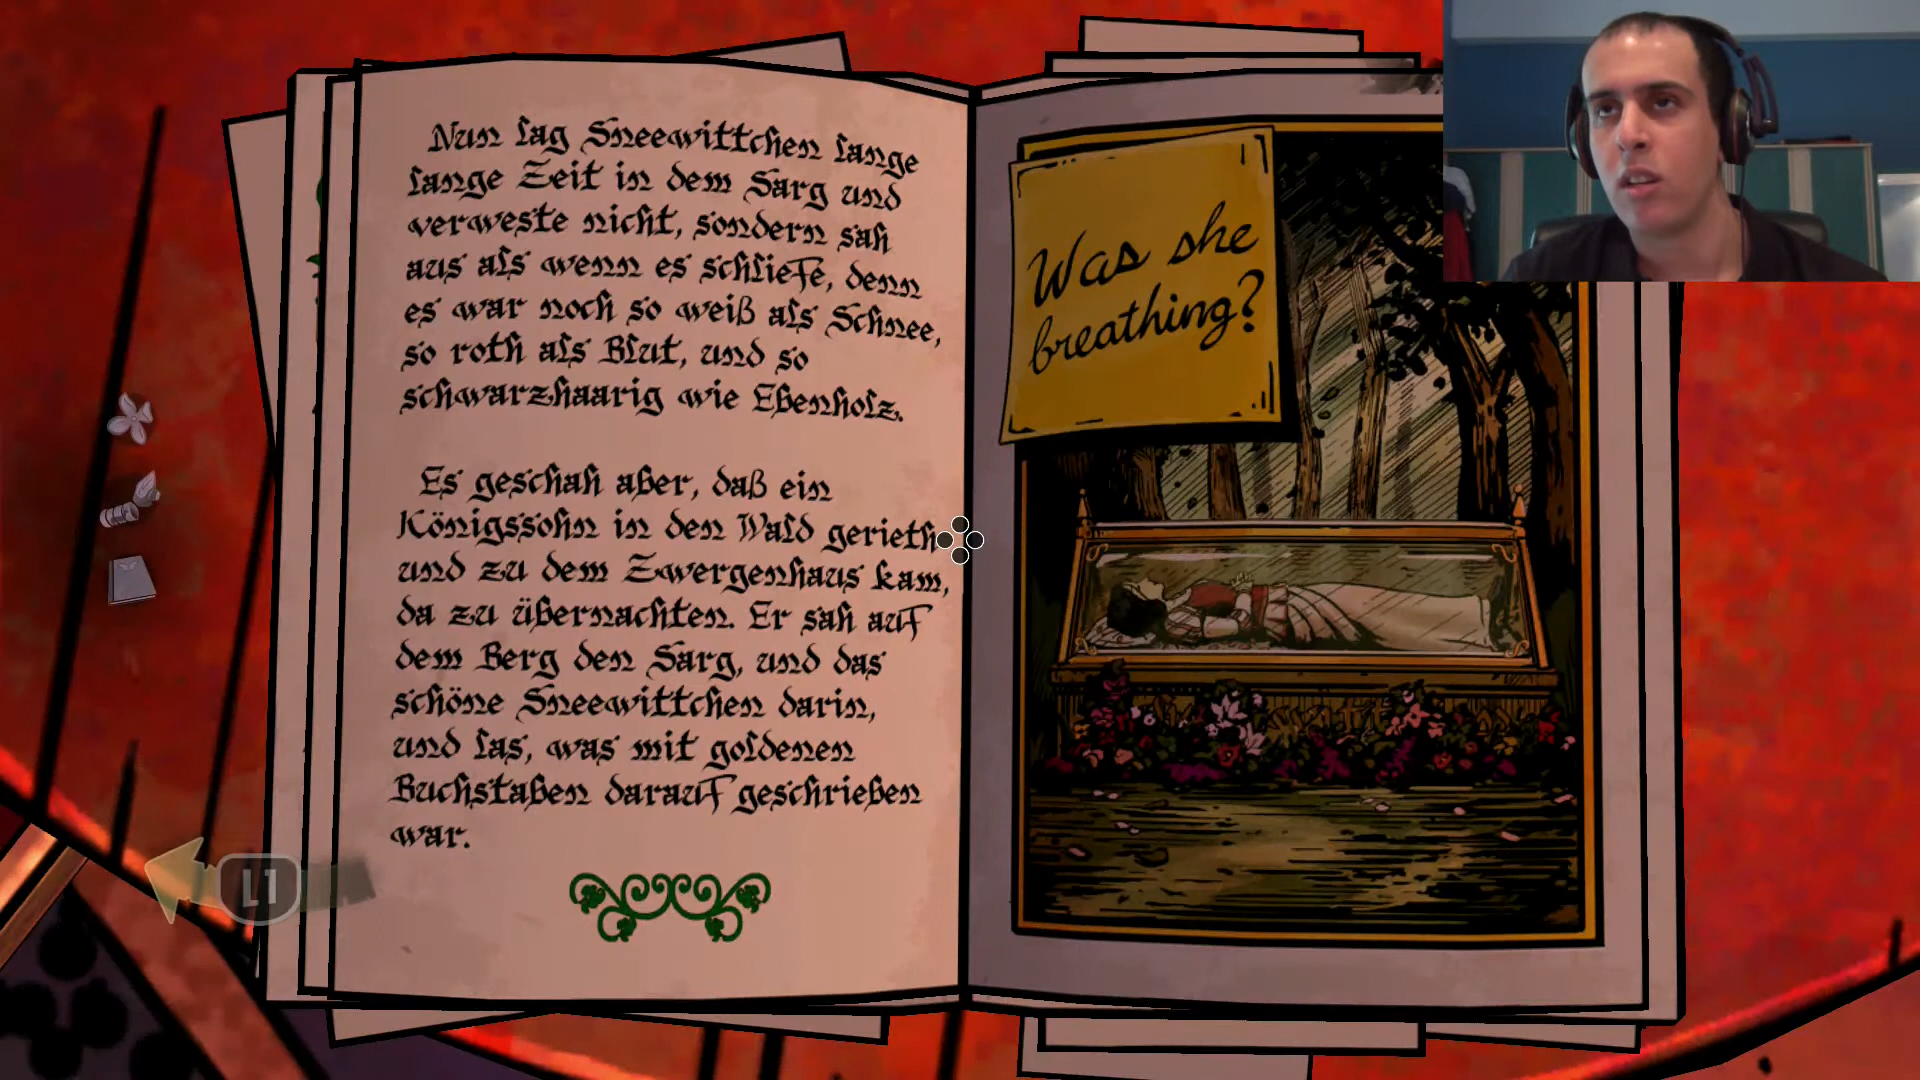 Nun lag Sneewittchen lange
lange Zeit in dem Sarg und
verweste nicht, sondern sah
aus als wenn es schliefe, denn
es war noch so weiß als Schnee,
so roth als Blut, und so
schwarzhaarig wie Ebenholz.
Es geschah aber, daß ein
Königssohn in den Wald gerieth
und zu dem Zwergenhaus kam,
da zu übernachten. Er sah auf
dem Berg den Sarg, und das
schöne Sneewittchen darin,
und las, was mit goldenen
Buchstaben darauf geschrieben
war.
L1
Was she
breathing?